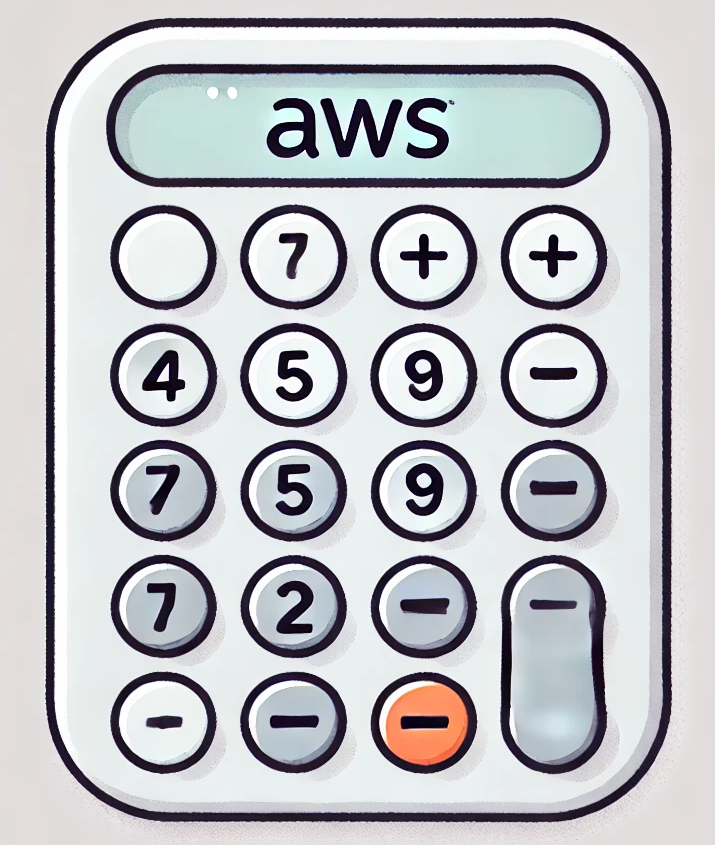 aws
7 + +
4 5 9 −
7 5 9 −
7 2 − −
- − −